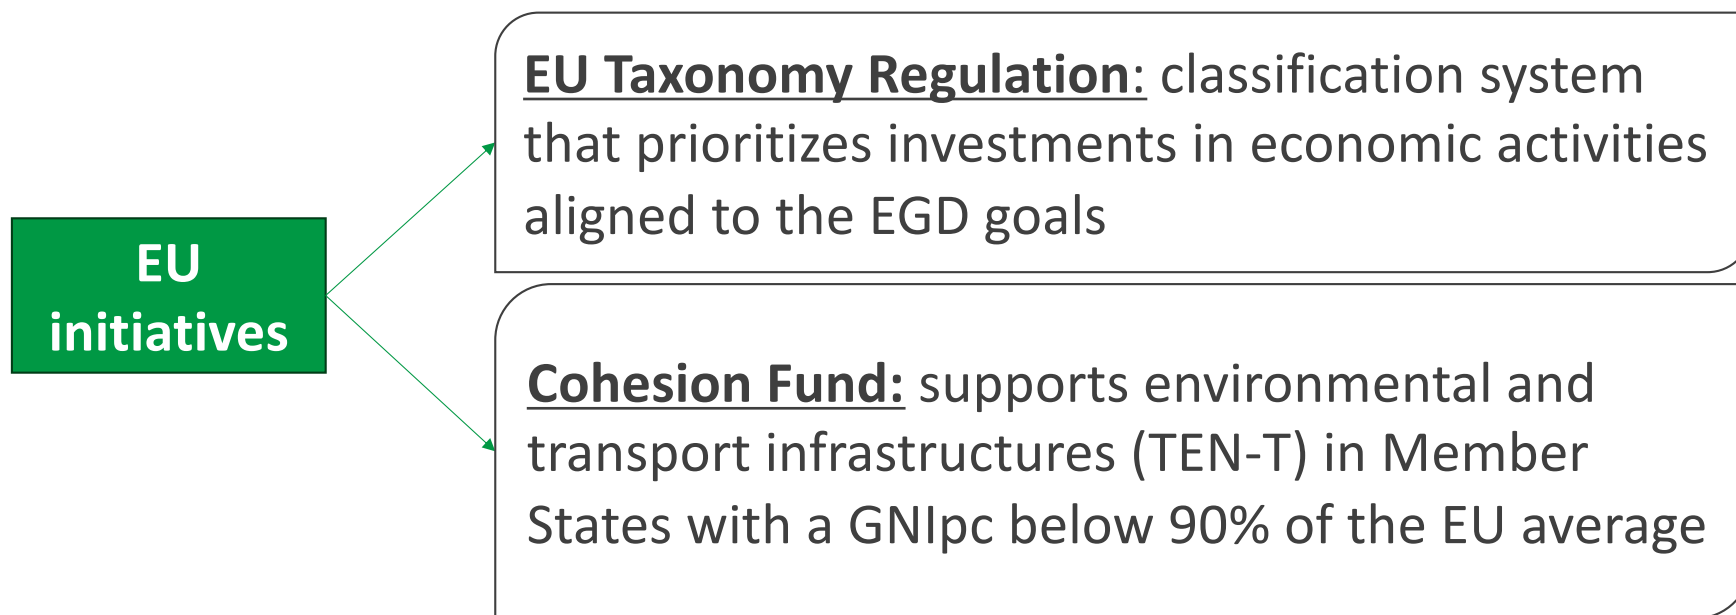 EU
initiatives
EU Taxonomy Regulation: classification system
that prioritizes investments in economic activities
aligned to the EGD goals
Cohesion Fund: supports environmental and
transport infrastructures (TEN-T) in Member
States with a GNIpc below 90% of the EU average